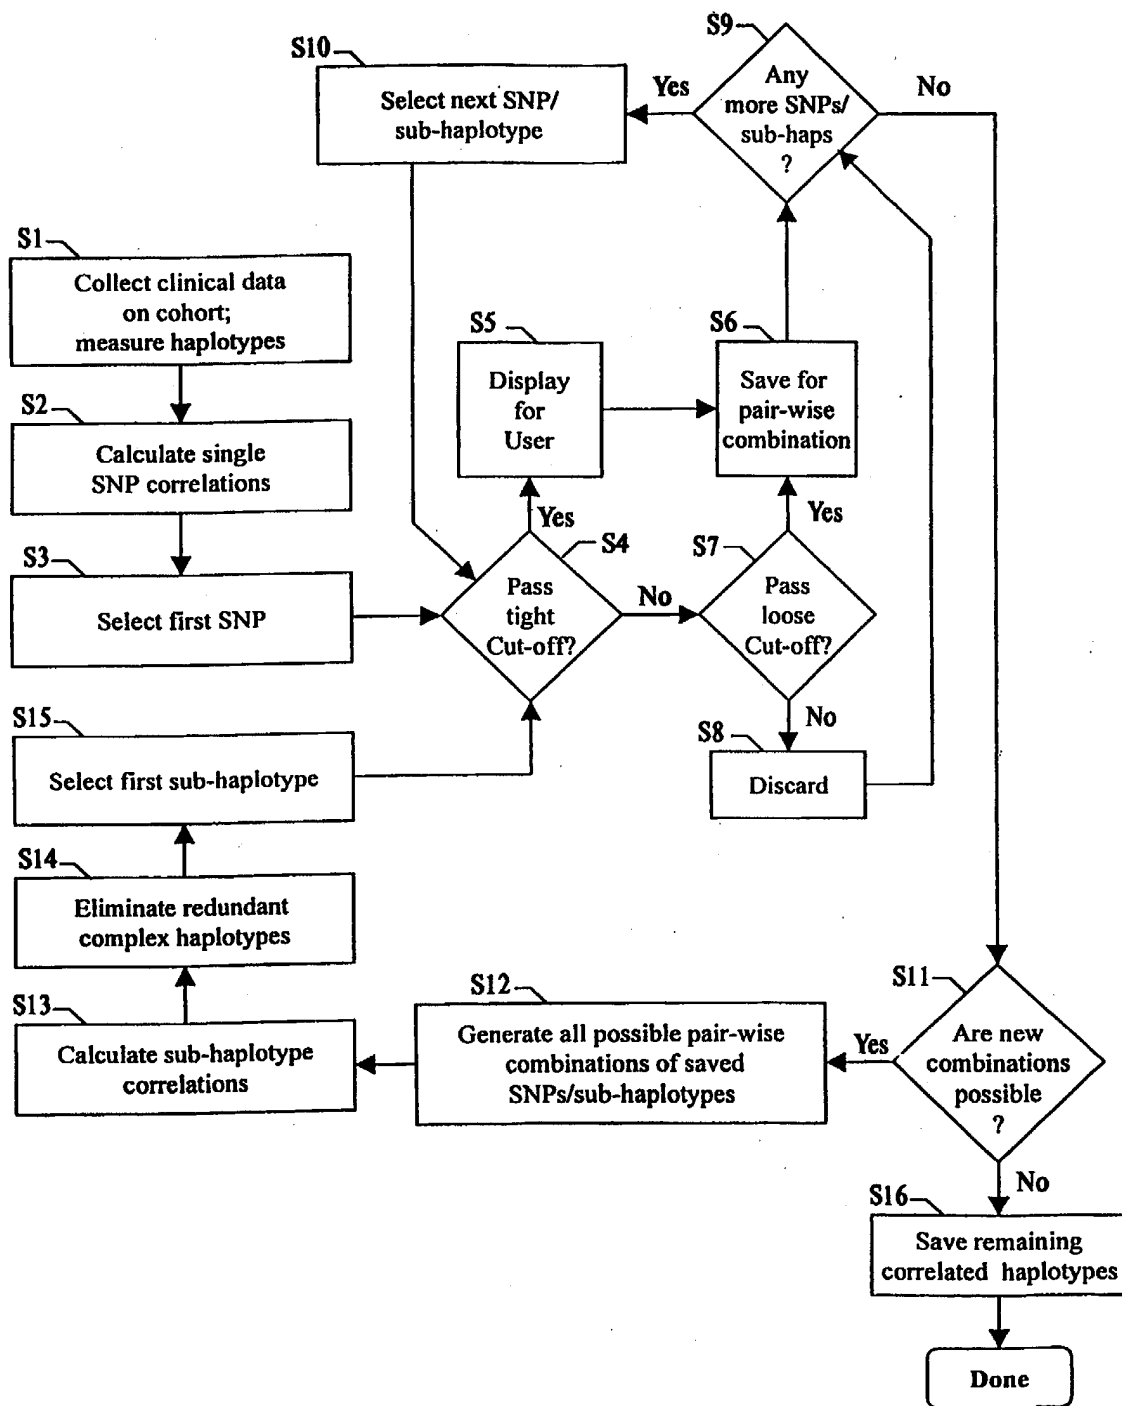 S1
Collect clinical data
on cohort;
measure haplotypes
S2
Calculate single
SNP correlations
S3
Select first SNP
S4
Pass
tight
Cut-off?
Yes
No
S5
Display
for
User
S6
Save for
pair-wise
combination
S7
Pass
loose
Cut-off?
Yes
No
S8
Discard
S9
Any
more SNPs/
sub-haps
?
Yes
No
S10
Select next SNP/
sub-haplotype
S11
Are new
combinations
possible
?
Yes
No
S12
Generate all possible pair-wise
combinations of saved
SNPs/sub-haplotypes
S13
Calculate sub-haplotype
correlations
S14
Eliminate redundant
complex haplotypes
S15
Select first sub-haplotype
S16
Save remaining
correlated haplotypes
Done